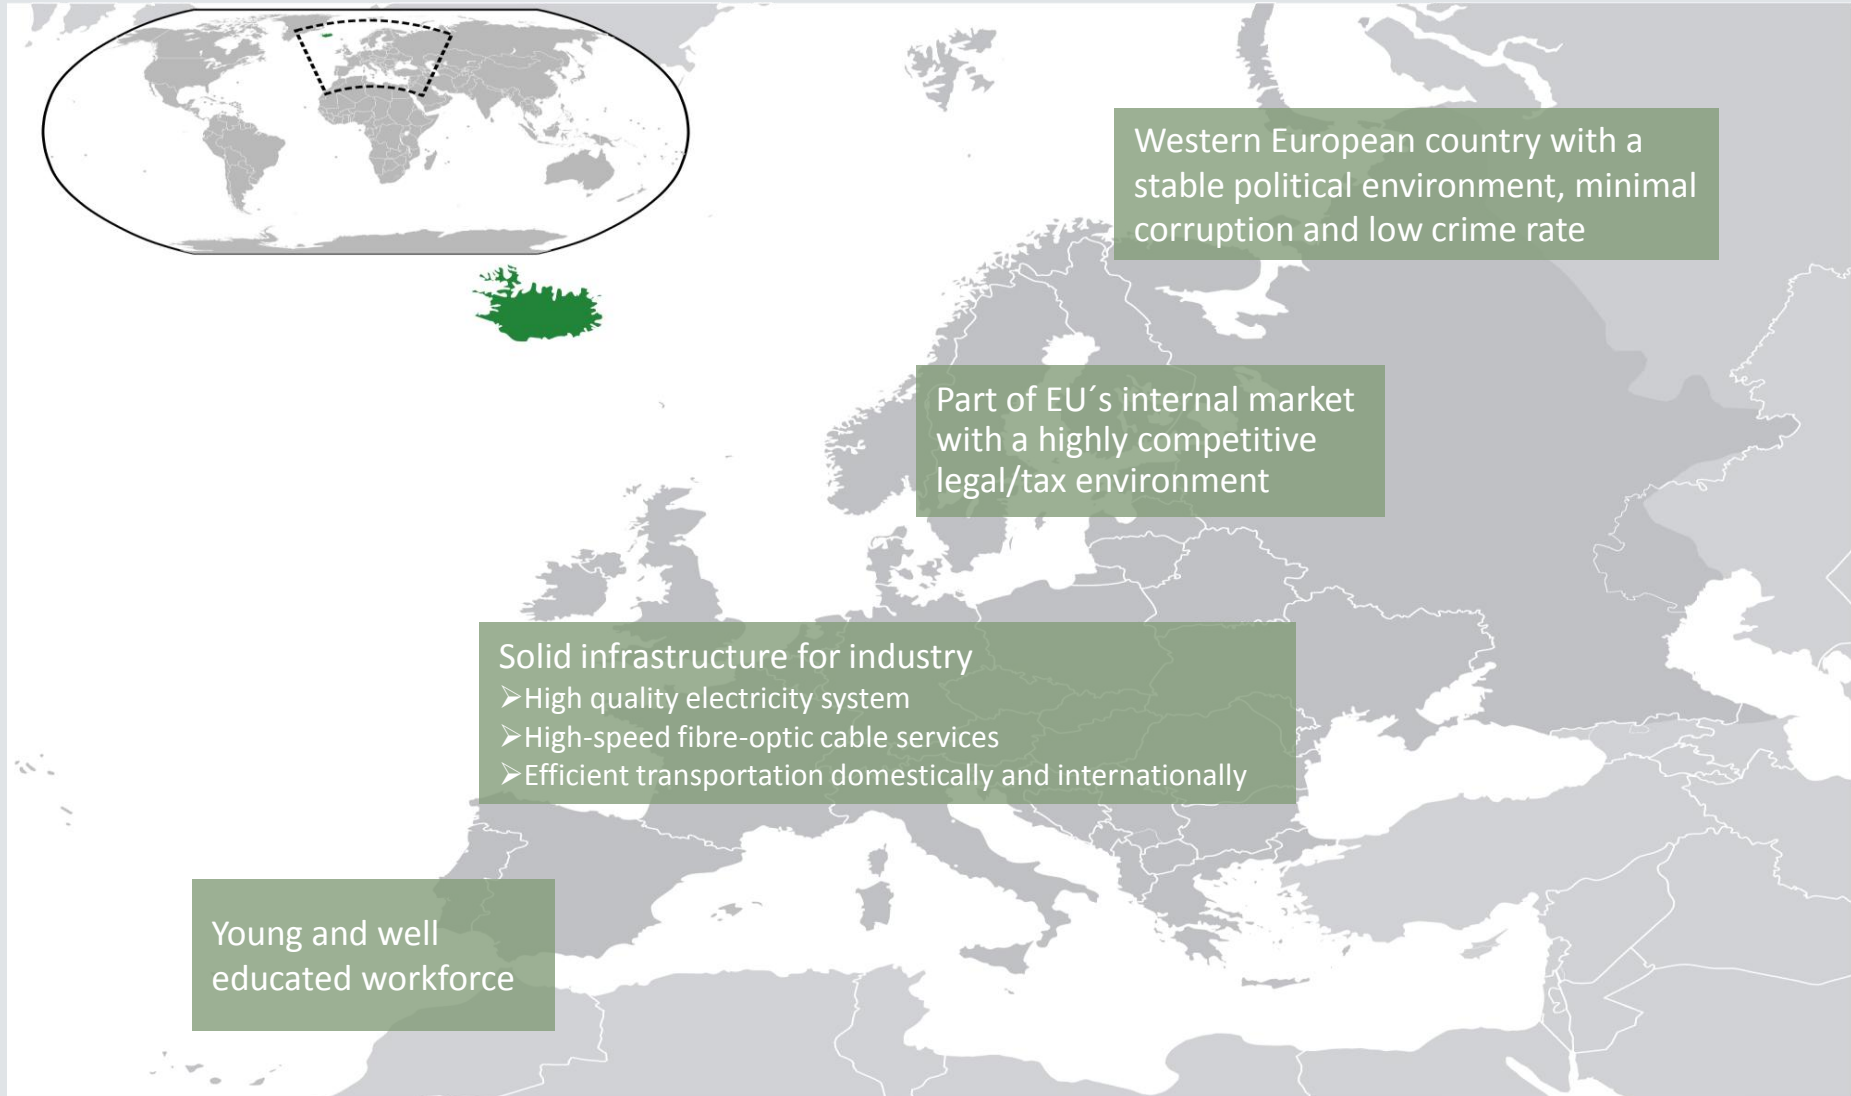 Western European country with a
stable political environment, minimal
corruption and low crime rate
Part of EU´s internal market
with a highly competitive
legal/tax environment
Solid infrastructure for industry
➢High quality electricity system
➢High-speed fibre-optic cable services
➢Efficient transportation domestically and internationally
Young and well
educated workforce